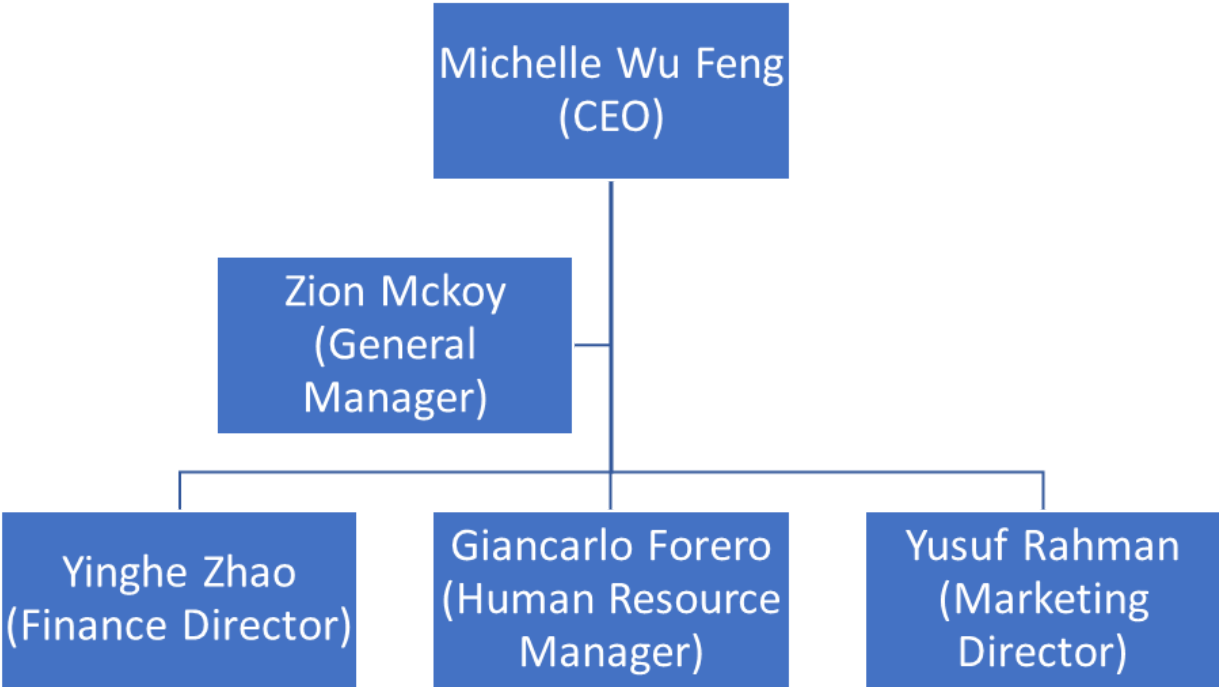 Michelle Wu Feng
(CEO)
Zion Mckoy
(General
Manager)
Yinghe Zhao
(Finance Director)
Giancarlo Forero
(Human Resource
Manager)
Yusuf Rahman
(Marketing
Director)